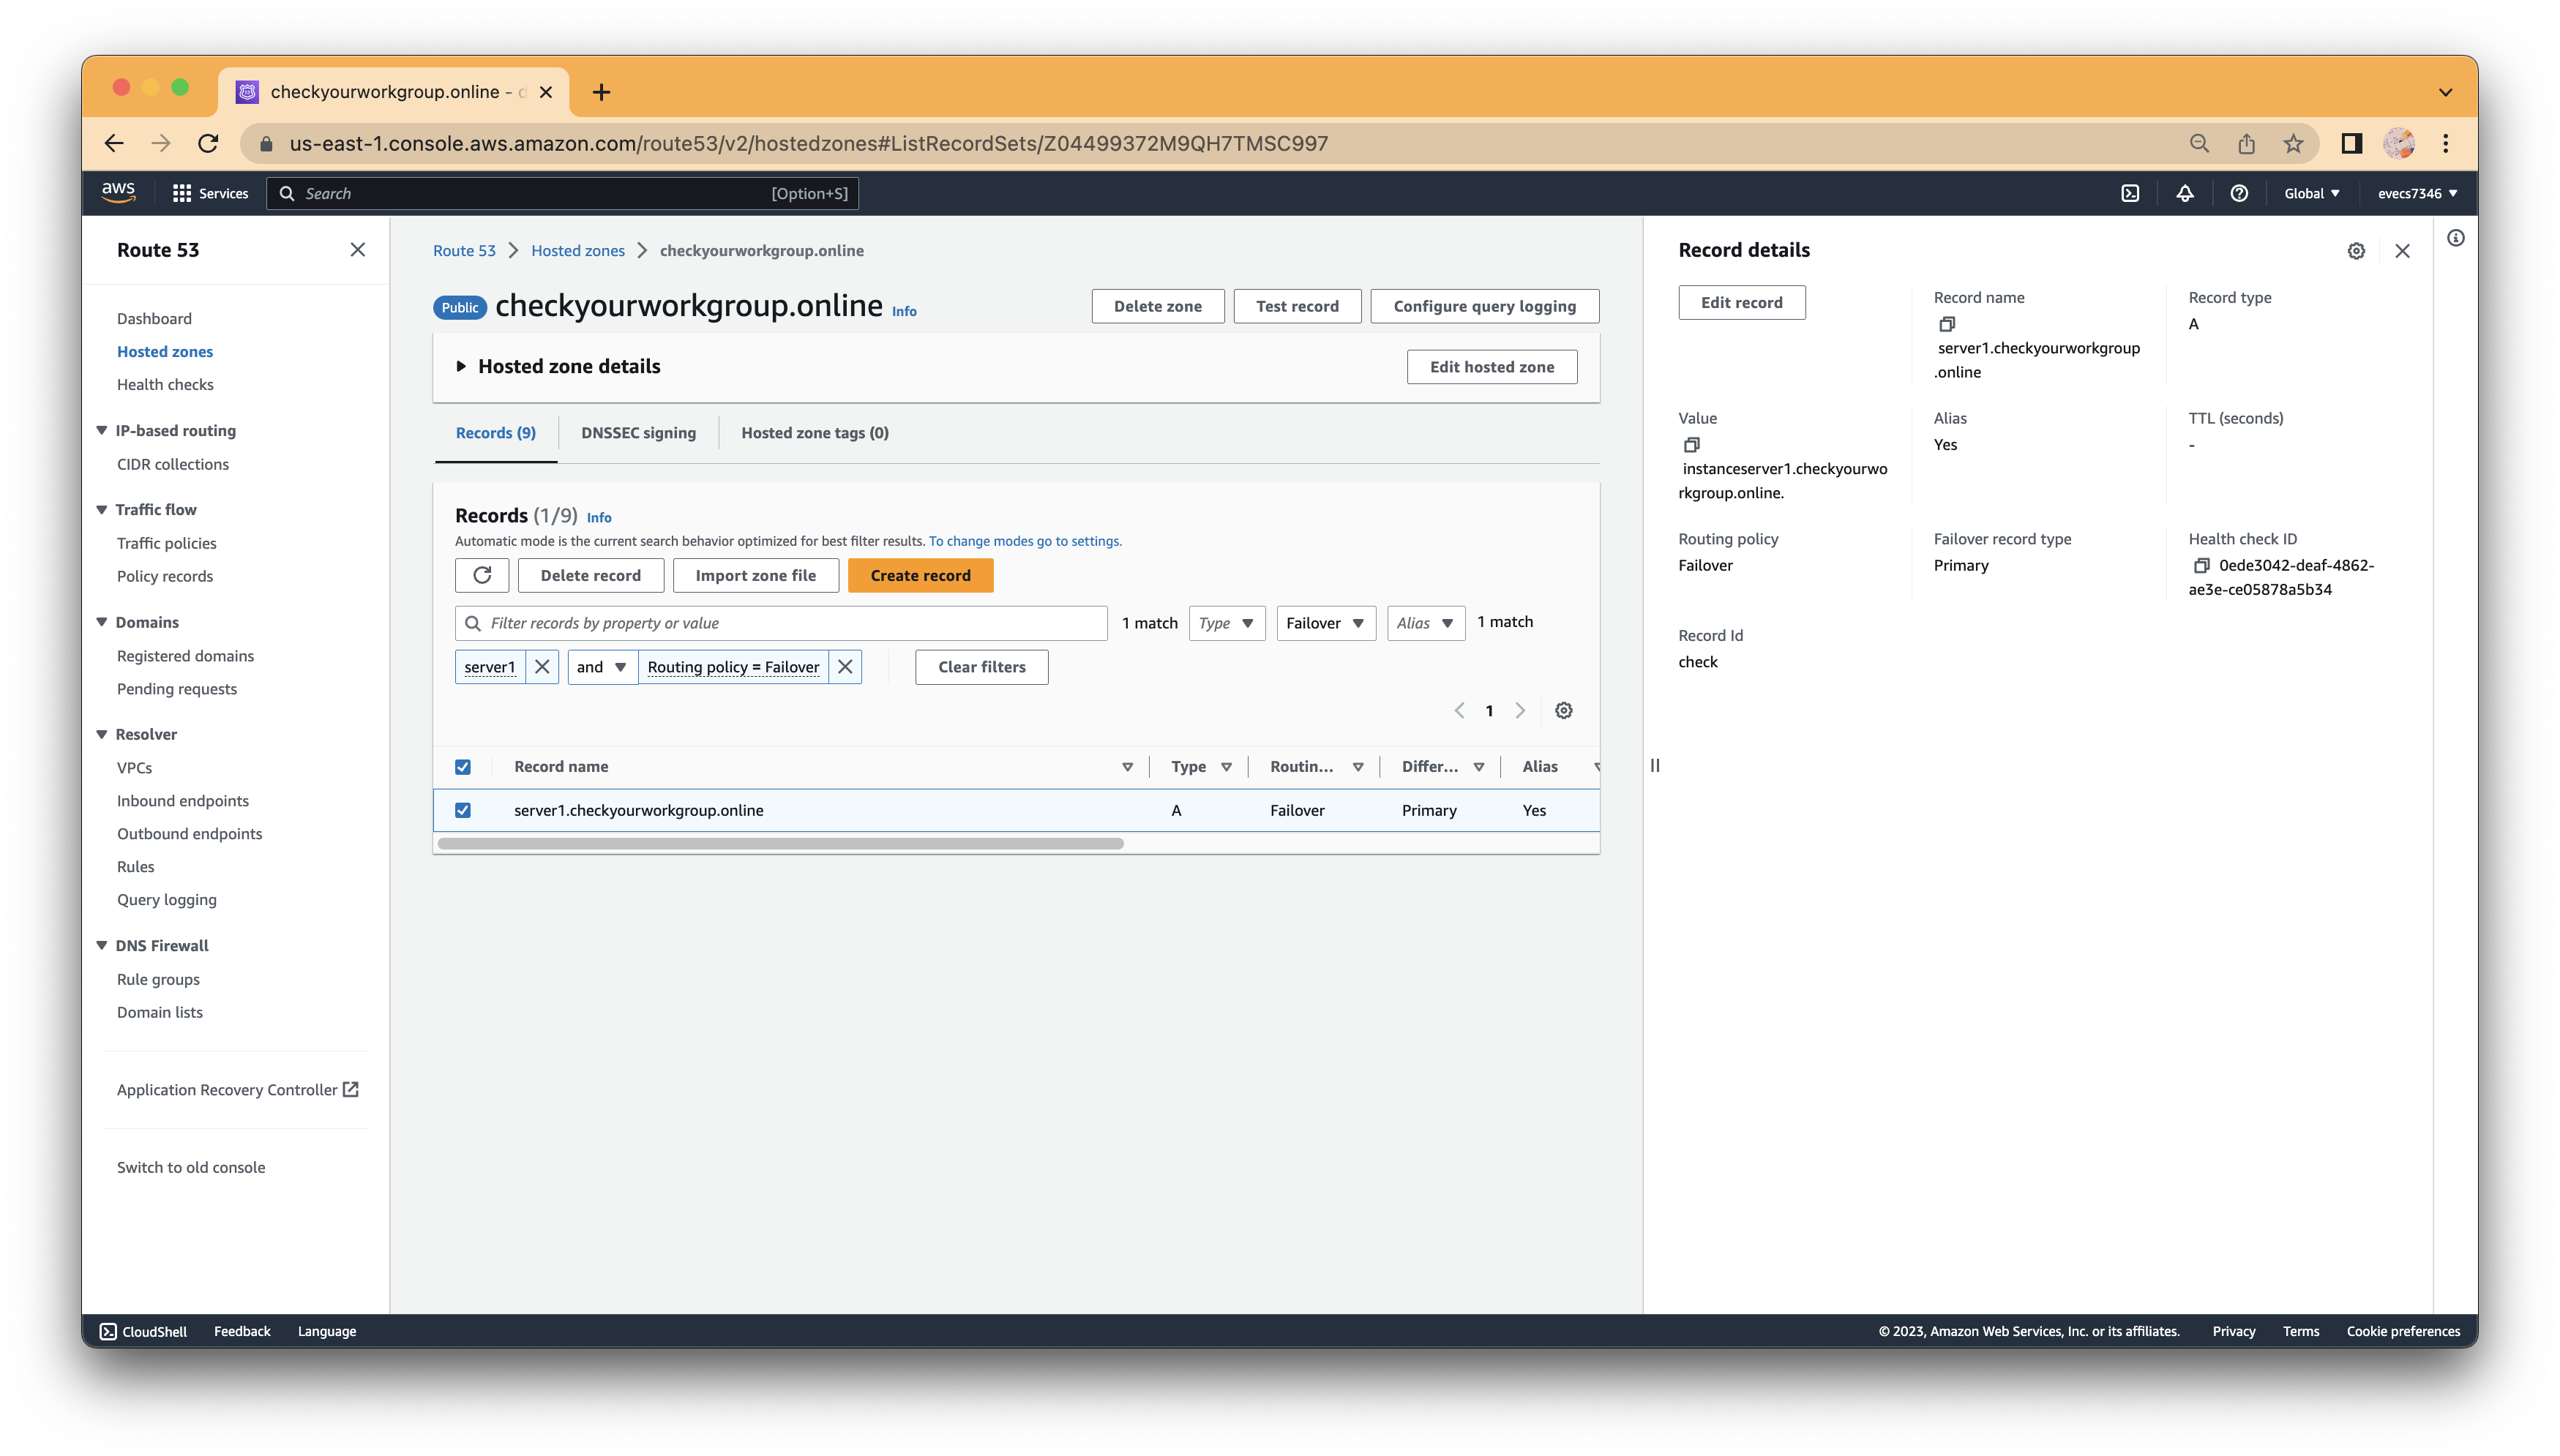 checkyourworkgroup.online - d
us-east-1.console.aws.amazon.com/route53/v2/hostedzones#ListRecordSets/Z04499372M9QH7TMSC997
aws
Services
Search
[Option+S]
Global
evecs7346
Route 53
Dashboard
Hosted zones
Health checks
IP-based routing
CIDR collections
Traffic flow
Traffic policies
Policy records
Domains
Registered domains
Pending requests
Resolver
VPCs
Inbound endpoints
Outbound endpoints
Rules
Query logging
DNS Firewall
Rule groups
Domain lists
Application Recovery Controller
Switch to old console
Route 53 > Hosted zones > checkyourworkgroup.online
Public checkyourworkgroup.online Info
Delete zone
Test record
Configure query logging
Hosted zone details
Edit hosted zone
Records (9)
DNSSEC signing
Hosted zone tags (0)
Records (1/9) Info
Automatic mode is the current search behavior optimized for best filter results. To change modes go to settings.
Delete record
Import zone file
Create record
Filter records by property or value
1 match
Type
Failover
Alias
1 match
server1
and
Routing policy = Failover
Clear filters
1
Record name
Type
Routin...
Differ...
Alias
server1.checkyourworkgroup.online
A
Failover
Primary
Yes
Record details
Edit record
Record name
server1.checkyourworkgroup
.online
Record type
A
Value
instanceserver1.checkyourwo
rkgroup.online.
Alias
Yes
TTL (seconds)
-
Routing policy
Failover
Failover record type
Primary
Health check ID
0ede3042-deaf-4862-
ae3e-ce05878a5b34
Record Id
check
CloudShell
Feedback
Language
© 2023, Amazon Web Services, Inc. or its affiliates.
Privacy
Terms
Cookie preferences